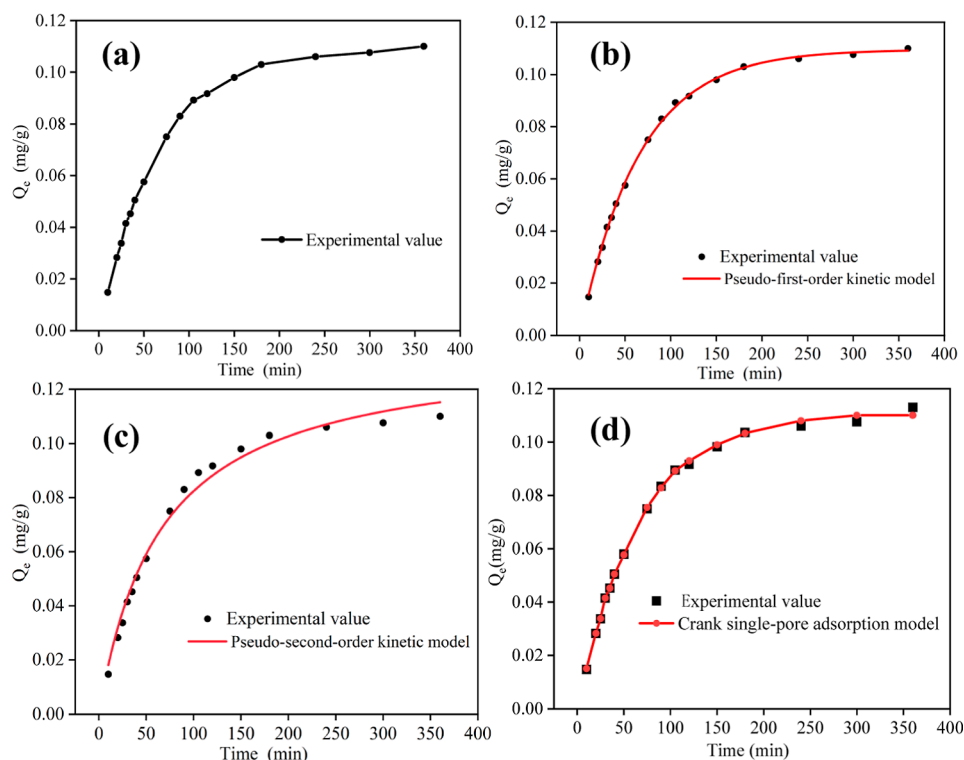 (a)
0.12
0.10
0.08
0.06
0.04
0.02
0.00
Qe (mg/g)
Experimental value
0 50 100 150 200 250 300 350 400
Time (min)
(b)
0.12
0.10
0.08
0.06
0.04
0.02
0.00
Qe (mg/g)
Experimental value
Pseudo-first-order kinetic model
0 50 100 150 200 250 300 350 400
Time (min)
(c)
0.12
0.10
0.08
0.06
0.04
0.02
0.00
Qe (mg/g)
Experimental value
Pseudo-second-order kinetic model
0 50 100 150 200 250 300 350 400
Time (min)
(d)
0.12
0.10
0.08
0.06
0.04
0.02
0.00
Qe(mg/g)
Experimental value
Crank single-pore adsorption model
0 50 100 150 200 250 300 350 400
Time (min)